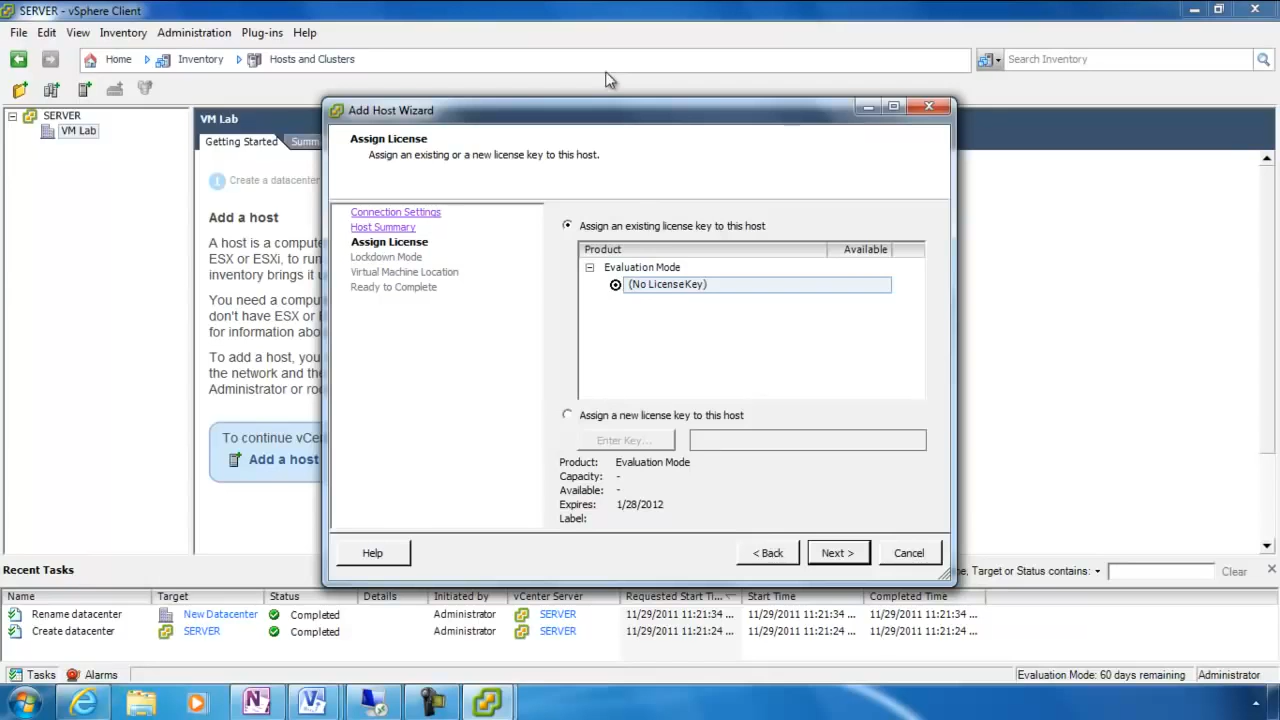 SERVER - vSphere Client
File Edit View Inventory Administration Plug-ins Help
Home Inventory Hosts and Clusters Search Inventory
SERVER
VM Lab
VM Lab
Getting Started Summ
Create a datacenter
Add a host
A host is a compute
ESX or ESXi, to run
inventory brings it u
You need a compu
don't have ESX or E
for information abou
To add a host, you
the network and the
Administrator or roo
To continue vCe
Add a host
Add Host Wizard
Assign License
Assign an existing or a new license key to this host.
Connection Settings
Host Summary
Assign License
Lockdown Mode
Virtual Machine Location
Ready to Complete
Assign an existing license key to this host
Product Available
Evaluation Mode
(No License Key)
Assign a new license key to this host
Enter Key...
Product: Evaluation Mode
Capacity: -
Available: -
Expires: 1/28/2012
Label:
Help < Back Next > Cancel
Recent Tasks
e, Target or Status contains: Clear
Name Target Status Details Initiated by vCenter Server Requested Start Ti... Start Time Completed Time
Rename datacenter New Datacenter Completed Administrator SERVER 11/29/2011 11:21:34 ... 11/29/2011 11:21:34 ... 11/29/2011 11:21:34 ...
Create datacenter SERVER Completed Administrator SERVER 11/29/2011 11:21:24 ... 11/29/2011 11:21:24 ... 11/29/2011 11:21:24 ...
Tasks Alarms Evaluation Mode: 60 days remaining Administrator